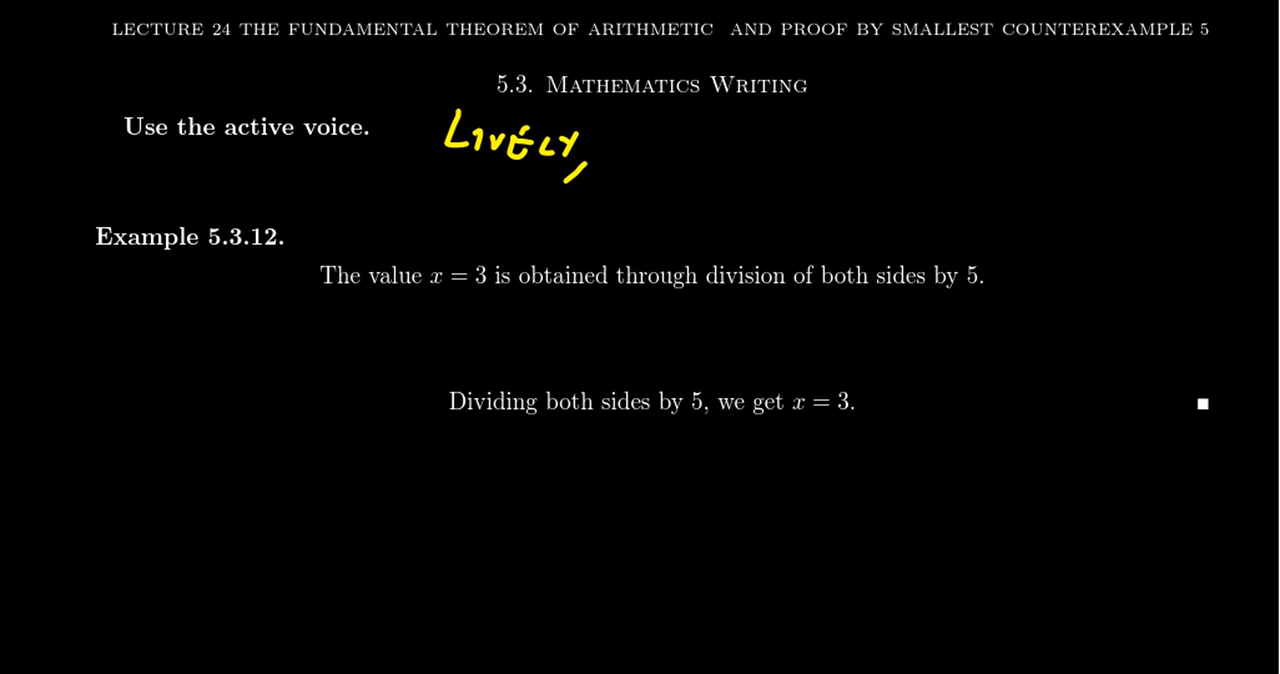 LECTURE 24 THE FUNDAMENTAL THEOREM OF ARITHMETIC AND PROOF BY SMALLEST COUNTEREXAMPLE 5
5.3. MATHEMATICS WRITING
Use the active voice. LIVELY,
Example 5.3.12.
The value x = 3 is obtained through division of both sides by 5.
Dividing both sides by 5, we get x = 3. ■